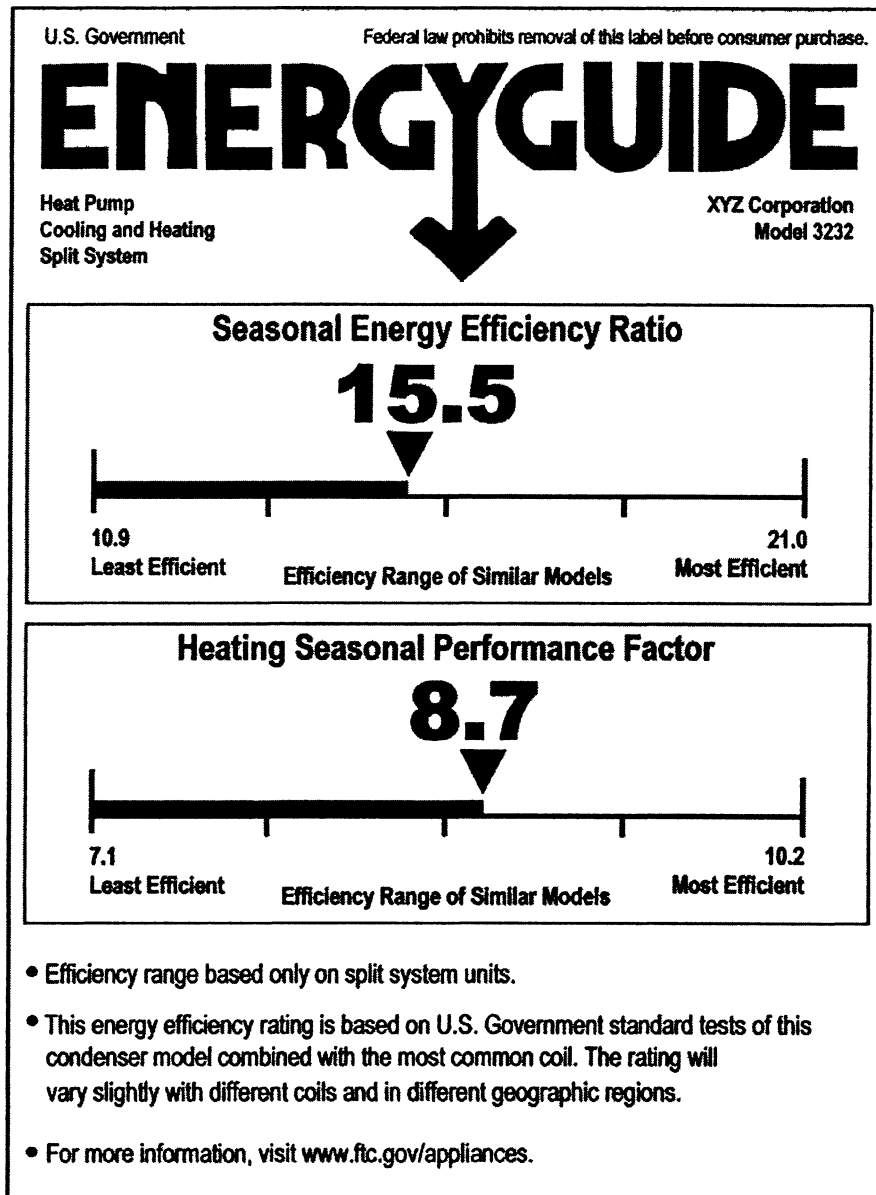 U.S. Government
Federal law prohibits removal of this label before consumer purchase.
ENERGYGUIDE
Heat Pump
Cooling and Heating
Split System
XYZ Corporation
Model 3232
Seasonal Energy Efficiency Ratio
15.5
10.9
Least Efficient
Efficiency Range of Similar Models
21.0
Most Efficient
Heating Seasonal Performance Factor
8.7
7.1
Least Efficient
Efficiency Range of Similar Models
10.2
Most Efficient
• Efficiency range based only on split system units.
• This energy efficiency rating is based on U.S. Government standard tests of this
condenser model combined with the most common coil. The rating will
vary slightly with different coils and in different geographic regions.
• For more information, visit www.ftc.gov/appliances.